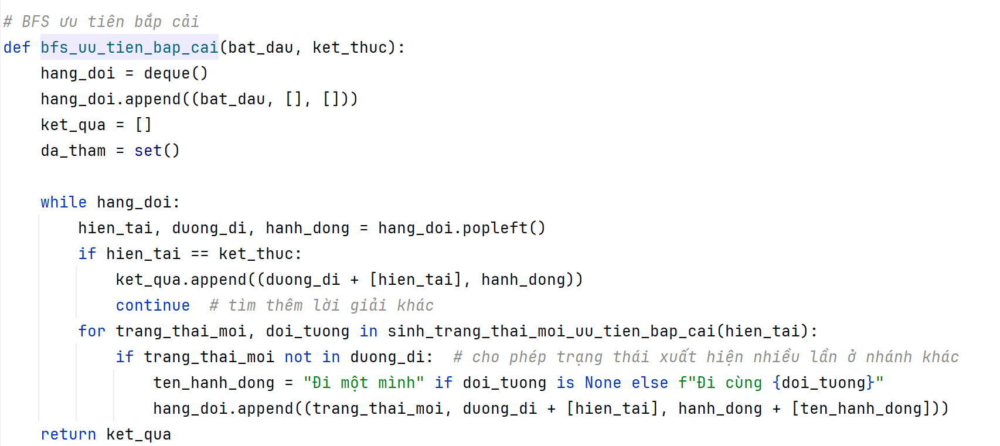 # BFS ưu tiên bắp cải
def bfs_uu_tien_bap_cai(bat_dau, ket_thuc):
    hang_doi = deque()
    hang_doi.append((bat_dau, [], []))
    ket_qua = []
    da_tham = set()

    while hang_doi:
        hien_tai, duong_di, hanh_dong = hang_doi.popleft()
        if hien_tai == ket_thuc:
            ket_qua.append((duong_di + [hien_tai], hanh_dong))
            continue  # tìm thêm lời giải khác
        for trang_thai_moi, doi_tuong in sinh_trang_thai_moi_uu_tien_bap_cai(hien_tai):
            if trang_thai_moi not in duong_di:  # cho phép trạng thái xuất hiện nhiều lần ở nhánh khác
                ten_hanh_dong = "Đi một mình" if doi_tuong is None else f"Đi cùng {doi_tuong}"
                hang_doi.append((trang_thai_moi, duong_di + [hien_tai], hanh_dong + [ten_hanh_dong]))
    return ket_qua